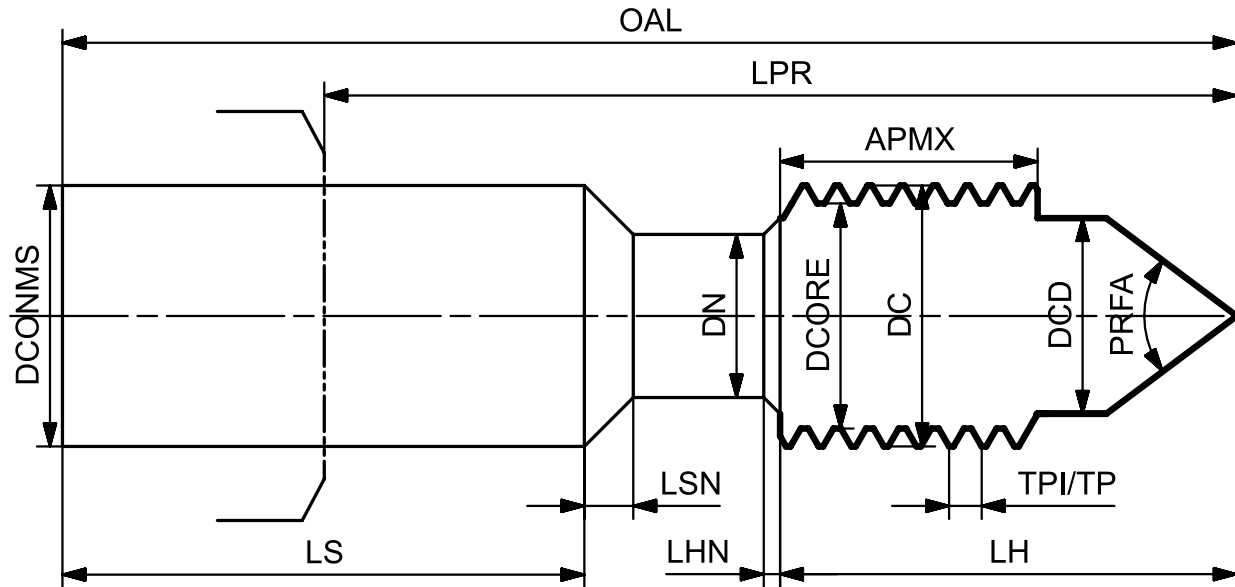 OAL
LPR
APMX
DCONMS
DN
DCORE
DC
DCD
PRFA
LSN
TPI/TP
LS
LHN
LH